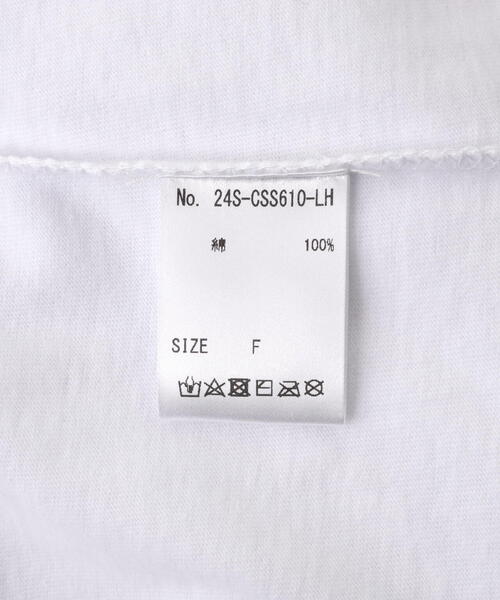 No. 24S-CSS610-LH
綿 100%
SIZE F